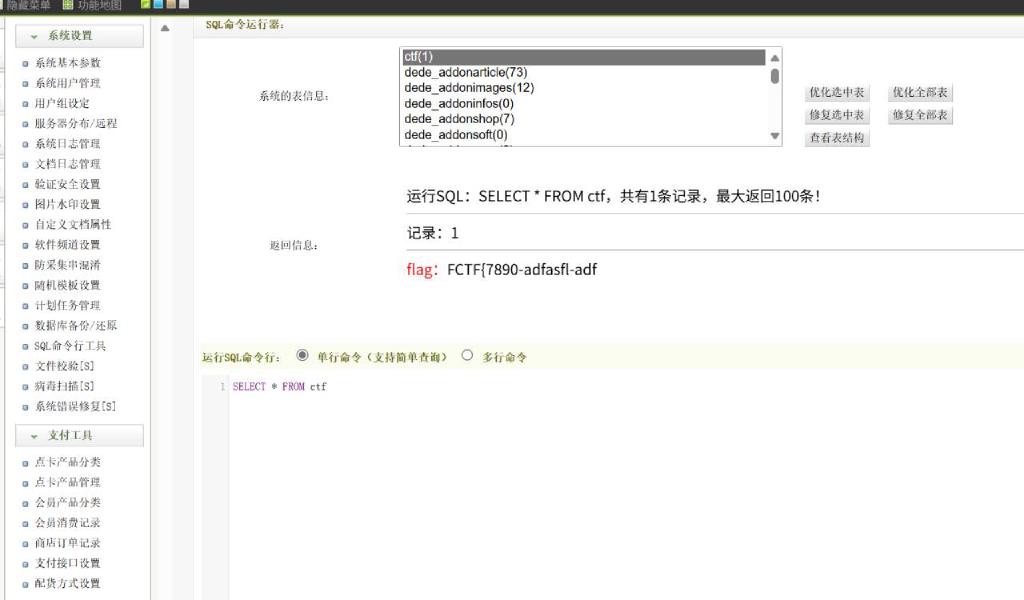 隐藏菜单 功能地图
系统设置
系统基本参数
系统用户管理
用户组设定
服务器分布/远程
系统日志管理
文档日志管理
验证安全设置
图片水印设置
自定义文档属性
软件频道设置
防采集串混淆
随机模板设置
计划任务管理
数据库备份/还原
SQL命令行工具
文件校验[S]
病毒扫描[S]
系统错误修复[S]
支付工具
点卡产品分类
点卡产品管理
会员产品分类
会员消费记录
商店订单记录
支付接口设置
配货方式设置
SQL命令运行器：
系统的表信息：
ctf(1)
dede_addonarticle(73)
dede_addonimages(12)
dede_addoninfos(0)
dede_addonshop(7)
dede_addonsoft(0)
优化选中表 优化全部表
修复选中表 修复全部表
查看表结构
返回信息：
运行SQL：SELECT * FROM ctf，共有1条记录，最大返回100条！
记录：1
flag：FCTF{7890-adfasfl-adf
运行SQL命令行： 单行命令（支持简单查询） 多行命令
1 SELECT * FROM ctf